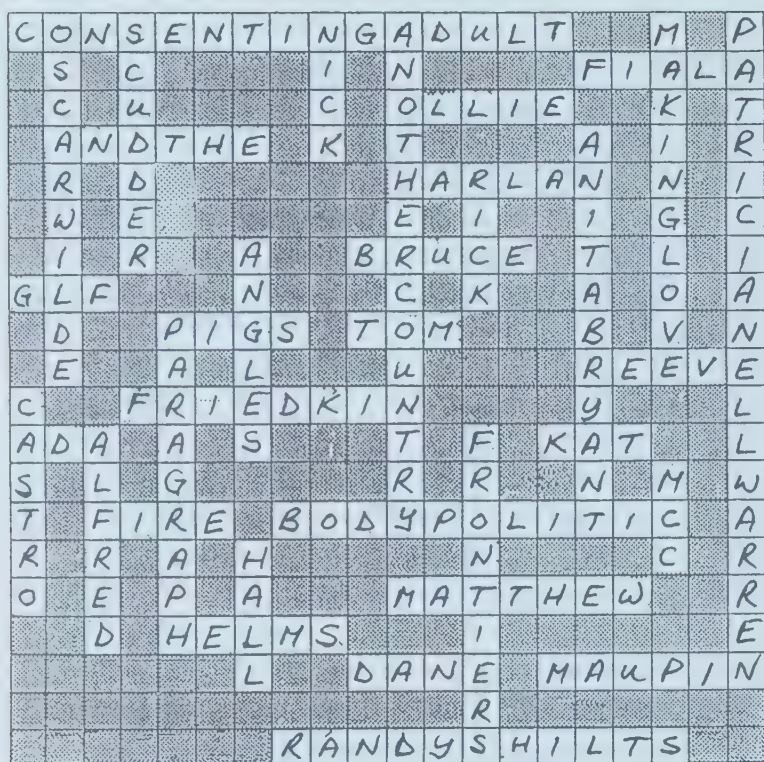 CONSENTINGADULT M P
S C I N FIALA
C U C OLLIE K T
ANDTHE K T A I R
R D HARLAN N I
W E E I I G C
I R A BRUCE T L I
GLF N C K A O A
D PIGS TOM B V N
E A L U REEVE
C FRIEDKIN Y L
ADA A S T F KAT L
S L G R R N M W
T FIRE BODYPOLITIC A
R R A H N C R
O E P A MATTHEW R
D HELMS I E
L DANE MAUPIN
R
RANDYSHILTS